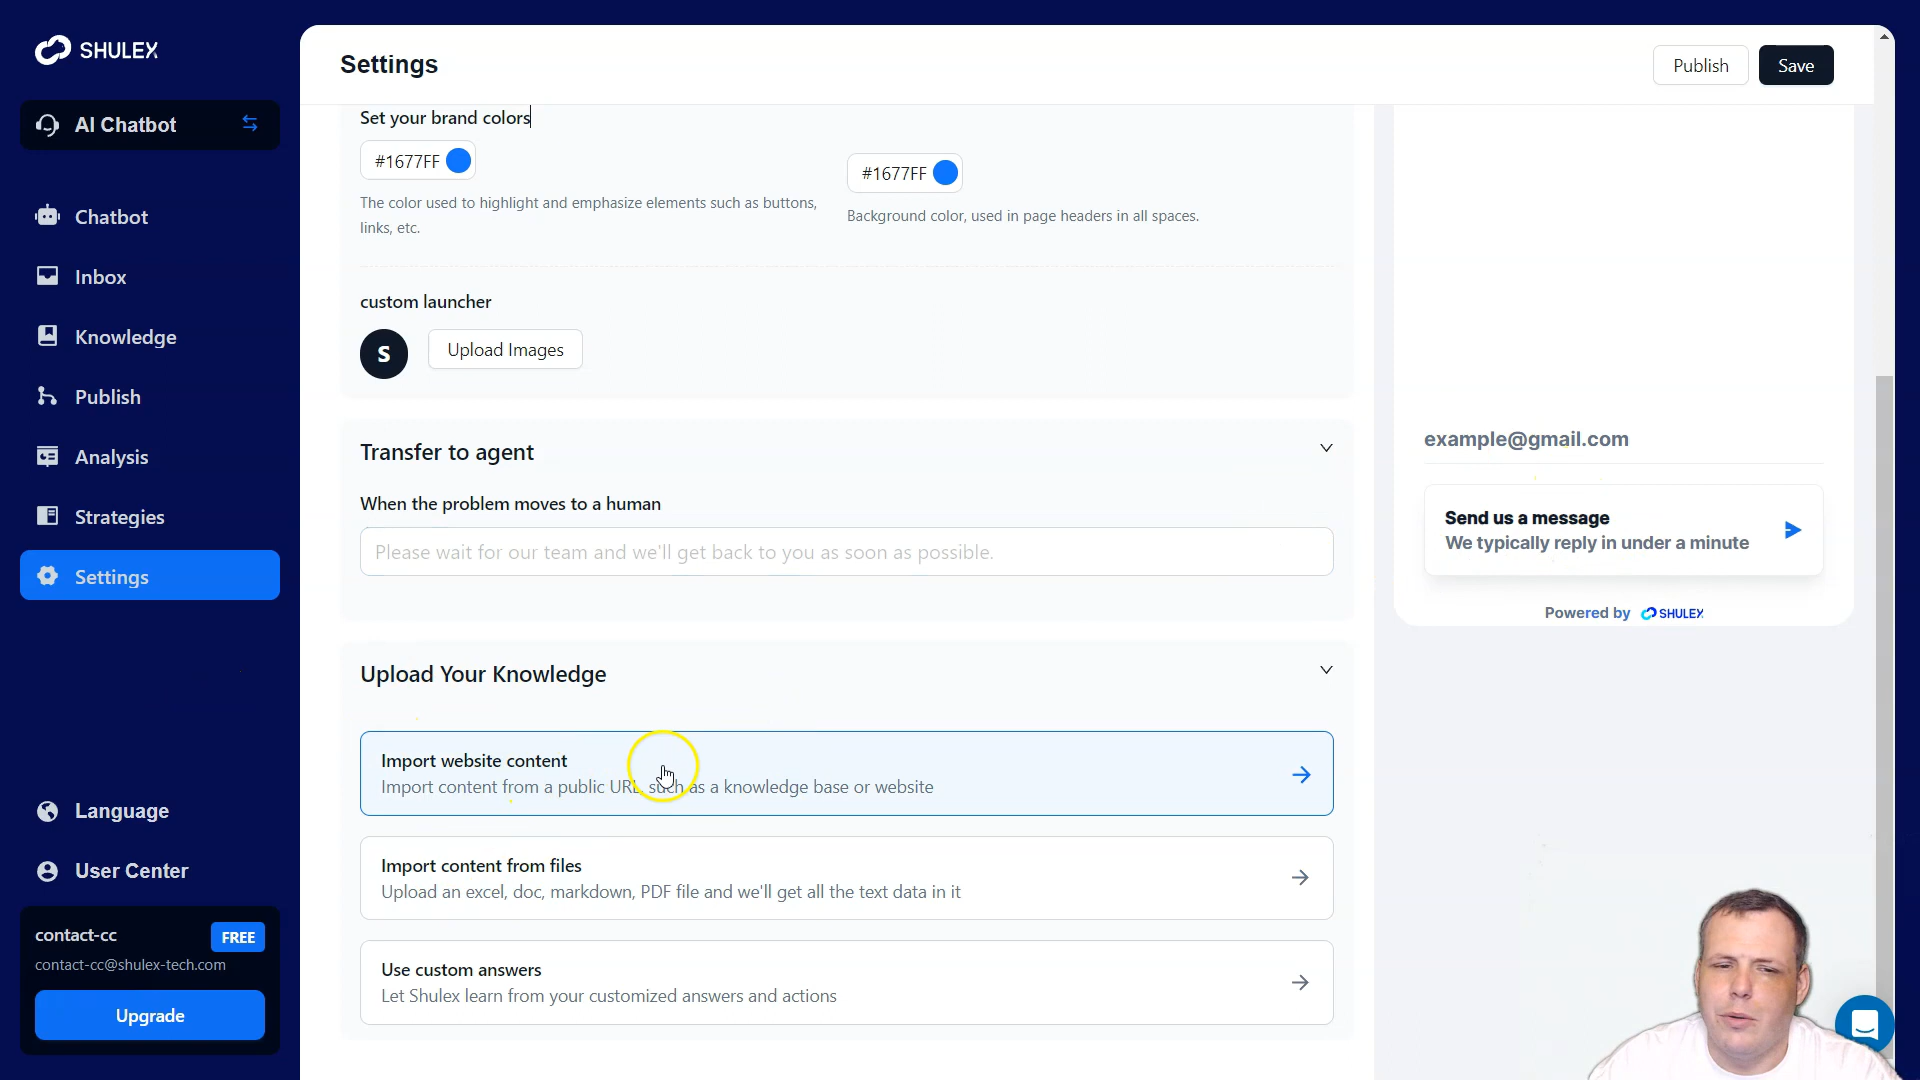 SHULEX
AI Chatbot
Chatbot
Inbox
Knowledge
Publish
Analysis
Strategies
Settings
Language
User Center
contact-cc
FREE
contact-cc@shulex-tech.com
Upgrade
Settings
Publish
Save
Set your brand colors
#1677FF
The color used to highlight and emphasize elements such as buttons,
links, etc.
#1677FF
Background color, used in page headers in all spaces.
custom launcher
S
Upload Images
Transfer to agent
When the problem moves to a human
Please wait for our team and we'll get back to you as soon as possible.
Upload Your Knowledge
Import website content
Import content from a public URL, such as a knowledge base or website
Import content from files
Upload an excel, doc, markdown, PDF file and we'll get all the text data in it
Use custom answers
Let Shulex learn from your customized answers and actions
example@gmail.com
Send us a message
We typically reply in under a minute
Powered by SHULEX